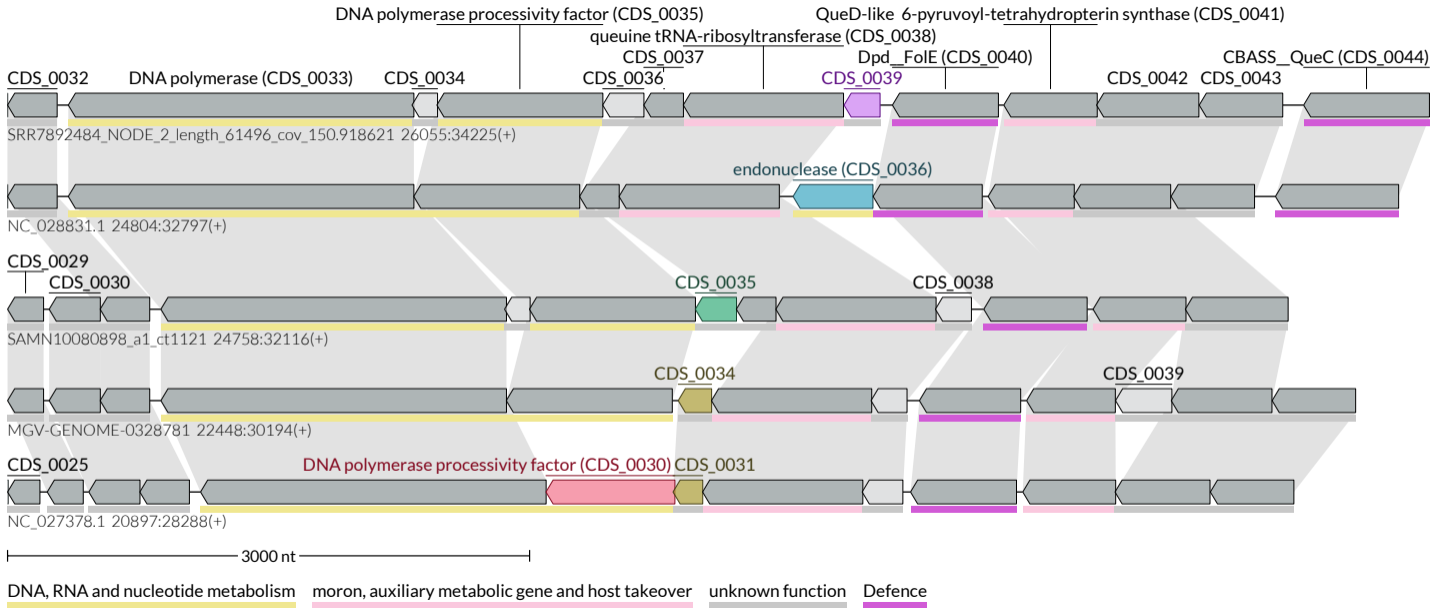 DNA polymerase processivity factor (CDS_0035) QueD-like 6-pyruvoyl-tetrahydropterin synthase (CDS_0041)
queuine tRNA-ribosyltransferase (CDS_0038)
CDS_0037 Dpd_FolE (CDS_0040) CBASS_QueC (CDS_0044)
CDS_0032 DNA polymerase (CDS_0033) CDS_0034 CDS_0036 CDS_0039 CDS_0042 CDS_0043
SRR7892484_NODE_2_length_61496_cov_150.918621 26055:34225(+)
endonuclease (CDS_0036)
NC_028831.1 24804:32797(+)
CDS_0029
CDS_0030 CDS_0035 CDS_0038
SAMN10080898_a1_ct1121 24758:32116(+)
CDS_0034 CDS_0039
MGV-GENOME-0328781 22448:30194(+)
CDS_0025 DNA polymerase processivity factor (CDS_0030) CDS_0031
NC_027378.1 20897:28288(+)
3000 nt
DNA, RNA and nucleotide metabolism moron, auxiliary metabolic gene and host takeover unknown function Defence